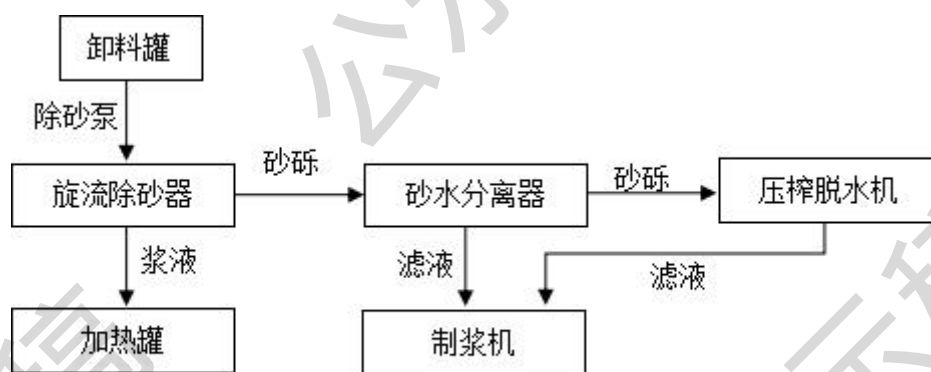 卸料罐
除砂泵
旋流除砂器
砂砾
砂水分离器
砂砾
压榨脱水机
浆液
滤液
滤液
加热罐
制浆机